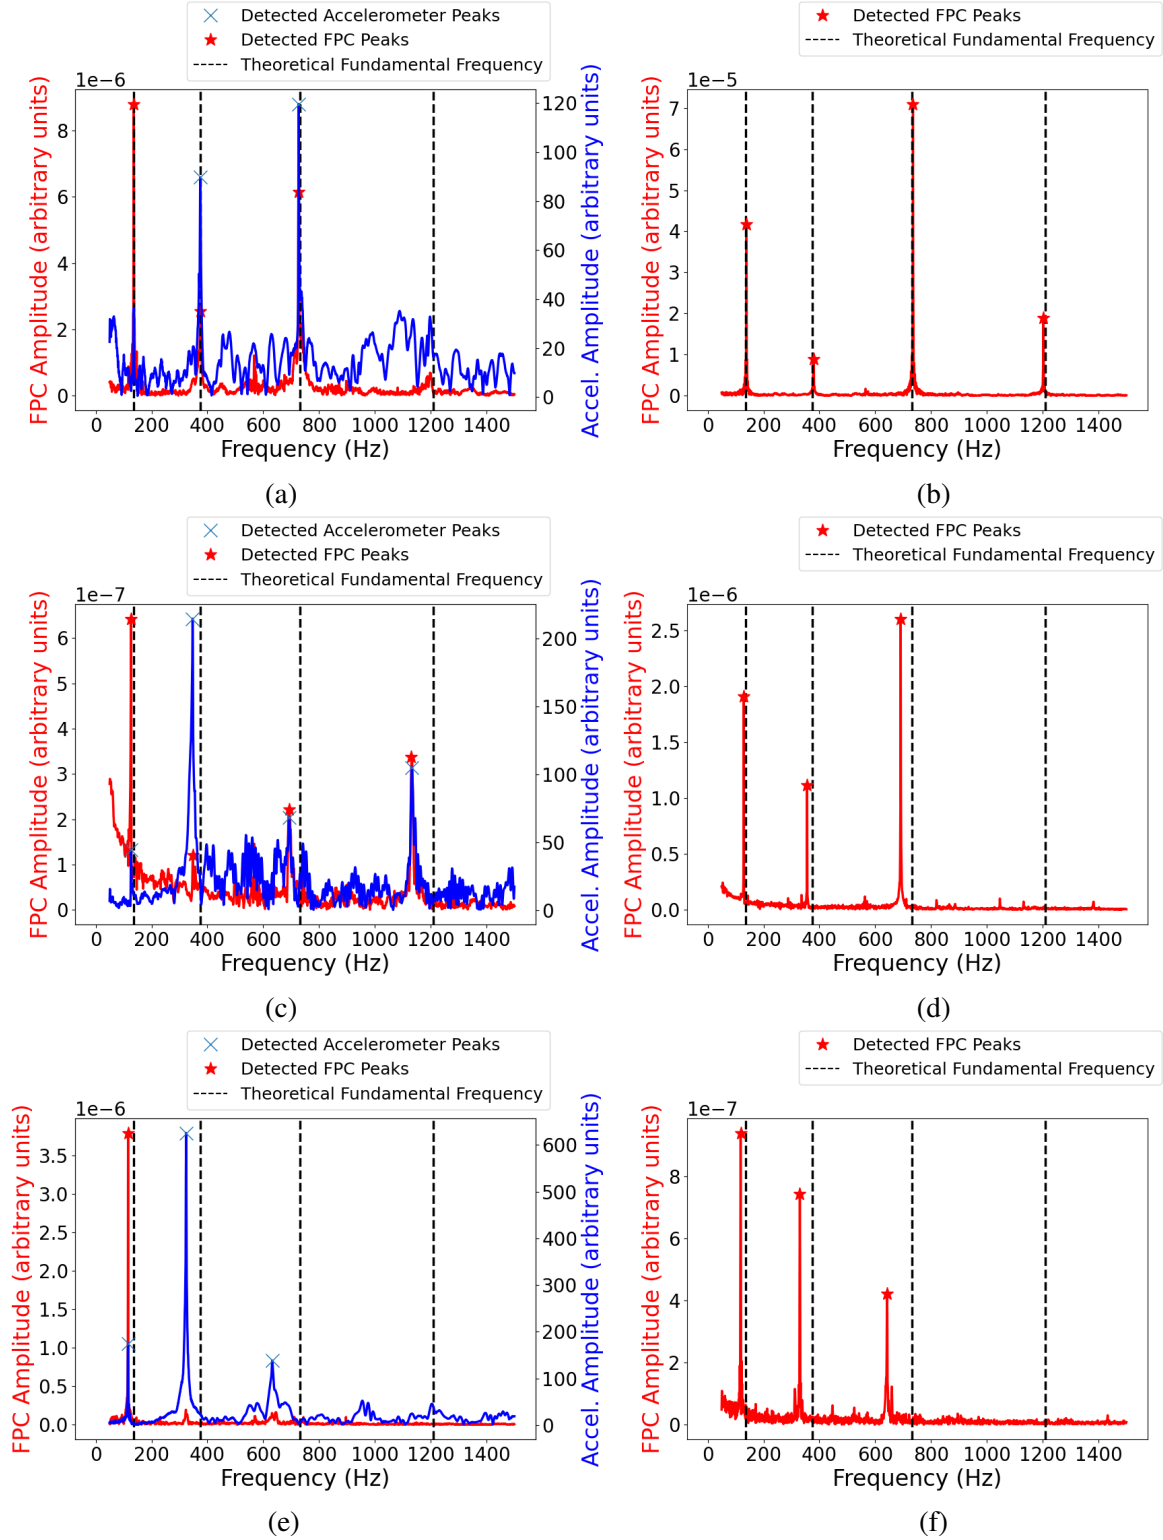 Detected Accelerometer Peaks
Detected FPC Peaks
Theoretical Fundamental Frequency
1e−6
FPC Amplitude (arbitrary units)
8
6
4
2
0
Accel. Amplitude (arbitrary units)
120
100
80
60
40
20
0
0 200 400 600 800 1000 1200 1400
Frequency (Hz)
(a)
Detected FPC Peaks
Theoretical Fundamental Frequency
1e−5
FPC Amplitude (arbitrary units)
7
6
5
4
3
2
1
0
0 200 400 600 800 1000 1200 1400
Frequency (Hz)
(b)
Detected Accelerometer Peaks
Detected FPC Peaks
Theoretical Fundamental Frequency
1e−7
FPC Amplitude (arbitrary units)
6
5
4
3
2
1
0
Accel. Amplitude (arbitrary units)
200
150
100
50
0
0 200 400 600 800 1000 1200 1400
Frequency (Hz)
(c)
Detected FPC Peaks
Theoretical Fundamental Frequency
1e−6
FPC Amplitude (arbitrary units)
2.5
2.0
1.5
1.0
0.5
0.0
0 200 400 600 800 1000 1200 1400
Frequency (Hz)
(d)
Detected Accelerometer Peaks
Detected FPC Peaks
Theoretical Fundamental Frequency
1e−6
FPC Amplitude (arbitrary units)
3.5
3.0
2.5
2.0
1.5
1.0
0.5
0.0
Accel. Amplitude (arbitrary units)
600
500
400
300
200
100
0
0 200 400 600 800 1000 1200 1400
Frequency (Hz)
(e)
Detected FPC Peaks
Theoretical Fundamental Frequency
1e−7
FPC Amplitude (arbitrary units)
8
6
4
2
0
0 200 400 600 800 1000 1200 1400
Frequency (Hz)
(f)